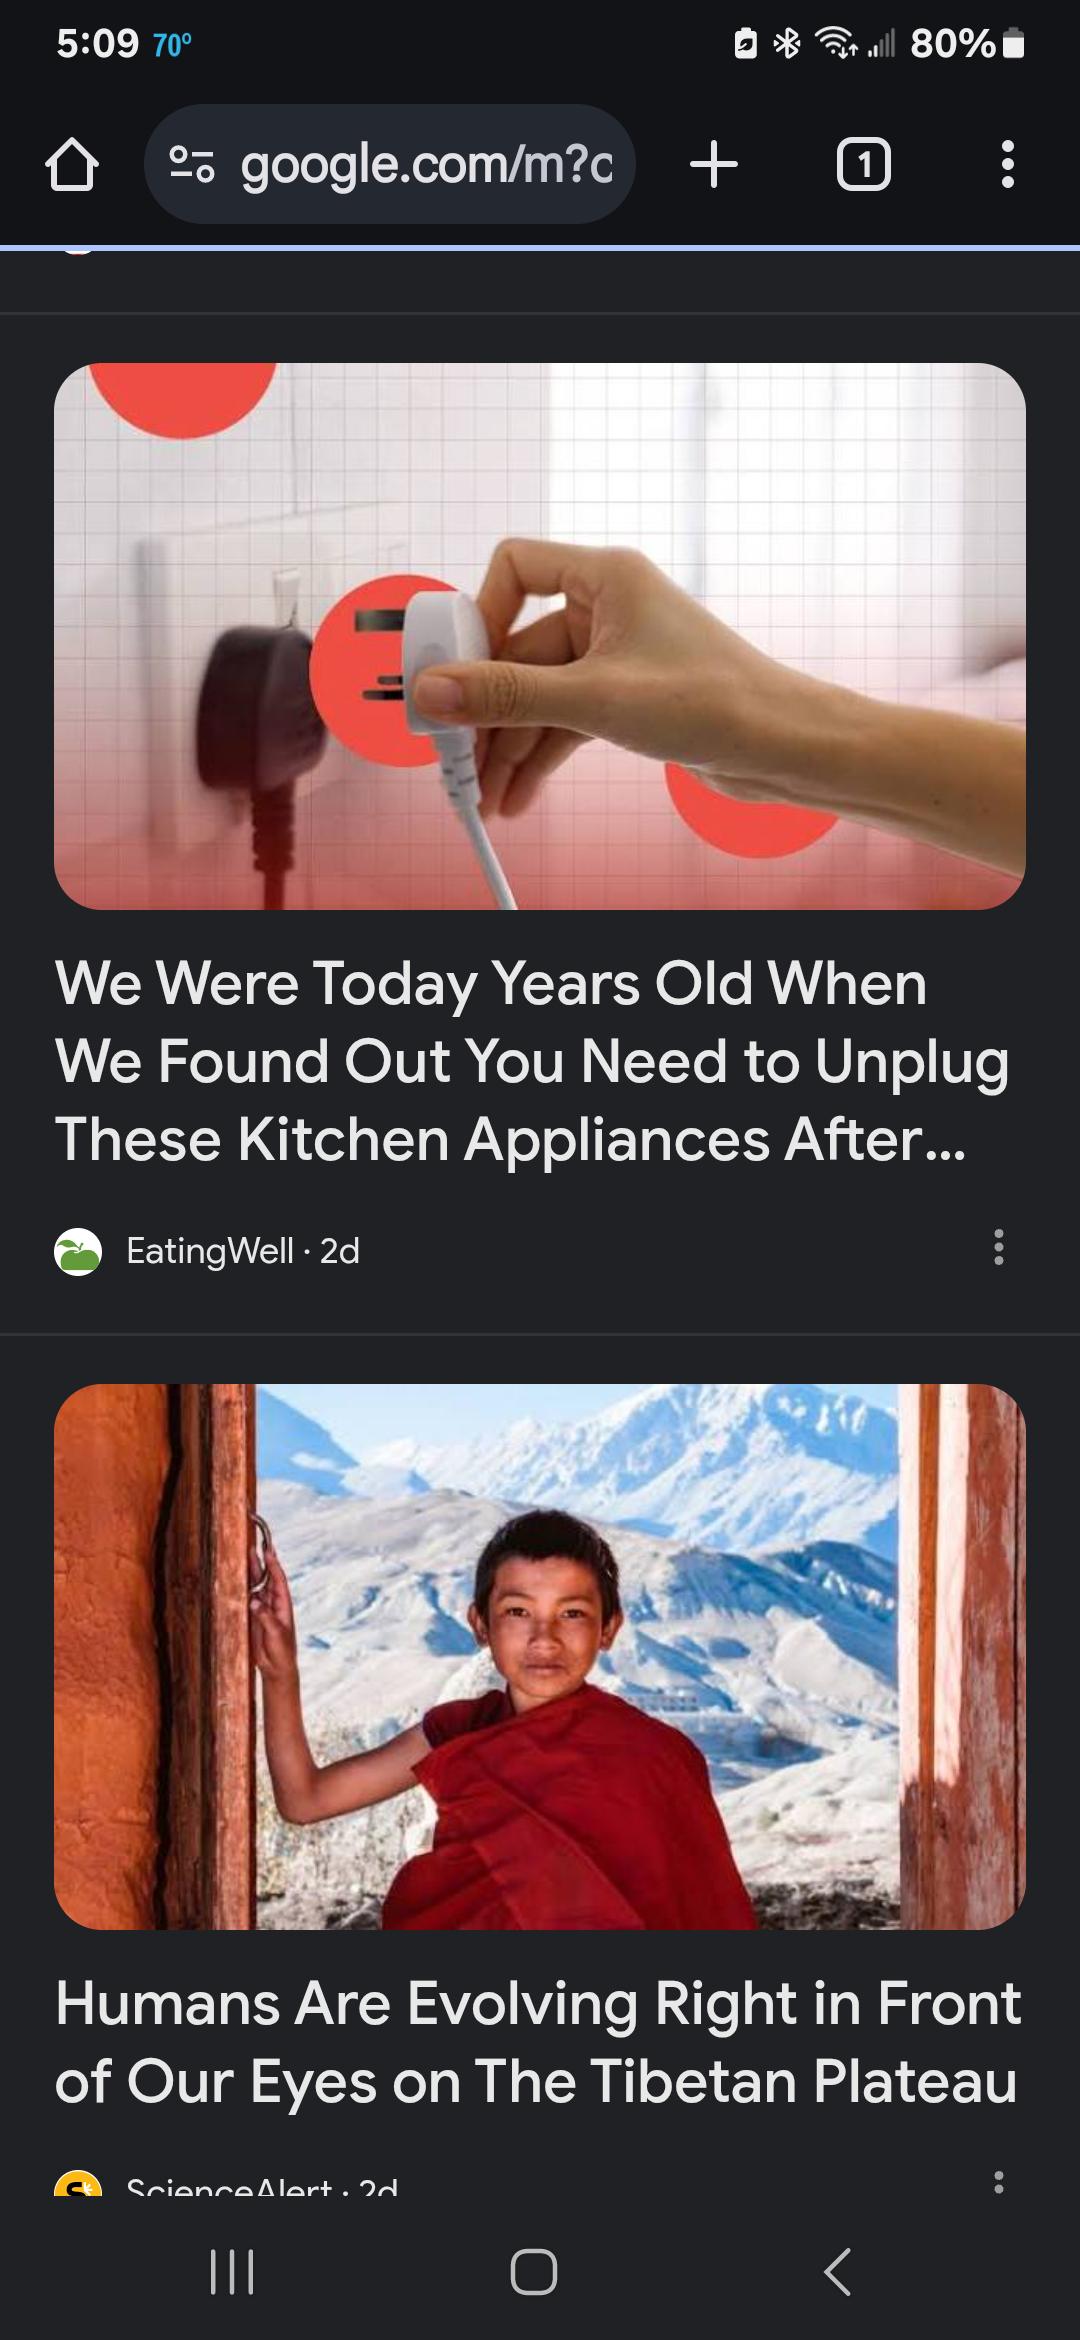 5:09 70° 80%
google.com/m?c
1
We Were Today Years Old When
We Found Out You Need to Unplug
These Kitchen Appliances After...
EatingWell · 2d
Humans Are Evolving Right in Front
of Our Eyes on The Tibetan Plateau
ScienceAlert · 2d